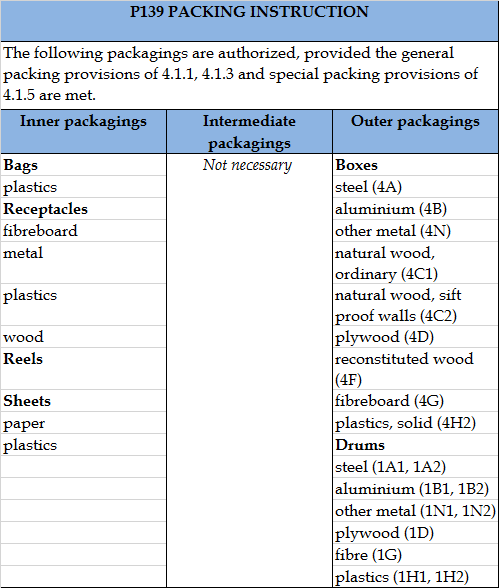 P139 PACKING INSTRUCTION
The following packagings are authorized, provided the general
packing provisions of 4.1.1, 4.1.3 and special packing provisions of
4.1.5 are met.
Inner packagings
Intermediate
packagings
Outer packagings
Bags
Not necessary
Boxes
plastics
steel (4A)
Receptacles
aluminium (4B)
fibreboard
other metal (4N)
metal
natural wood,
ordinary (4C1)
plastics
natural wood, sift
proof walls (4C2)
wood
plywood (4D)
Reels
reconstituted wood
(4F)
Sheets
fibreboard (4G)
paper
plastics, solid (4H2)
plastics
Drums
steel (1A1, 1A2)
aluminium (1B1, 1B2)
other metal (1N1, 1N2)
plywood (1D)
fibre (1G)
plastics (1H1, 1H2)